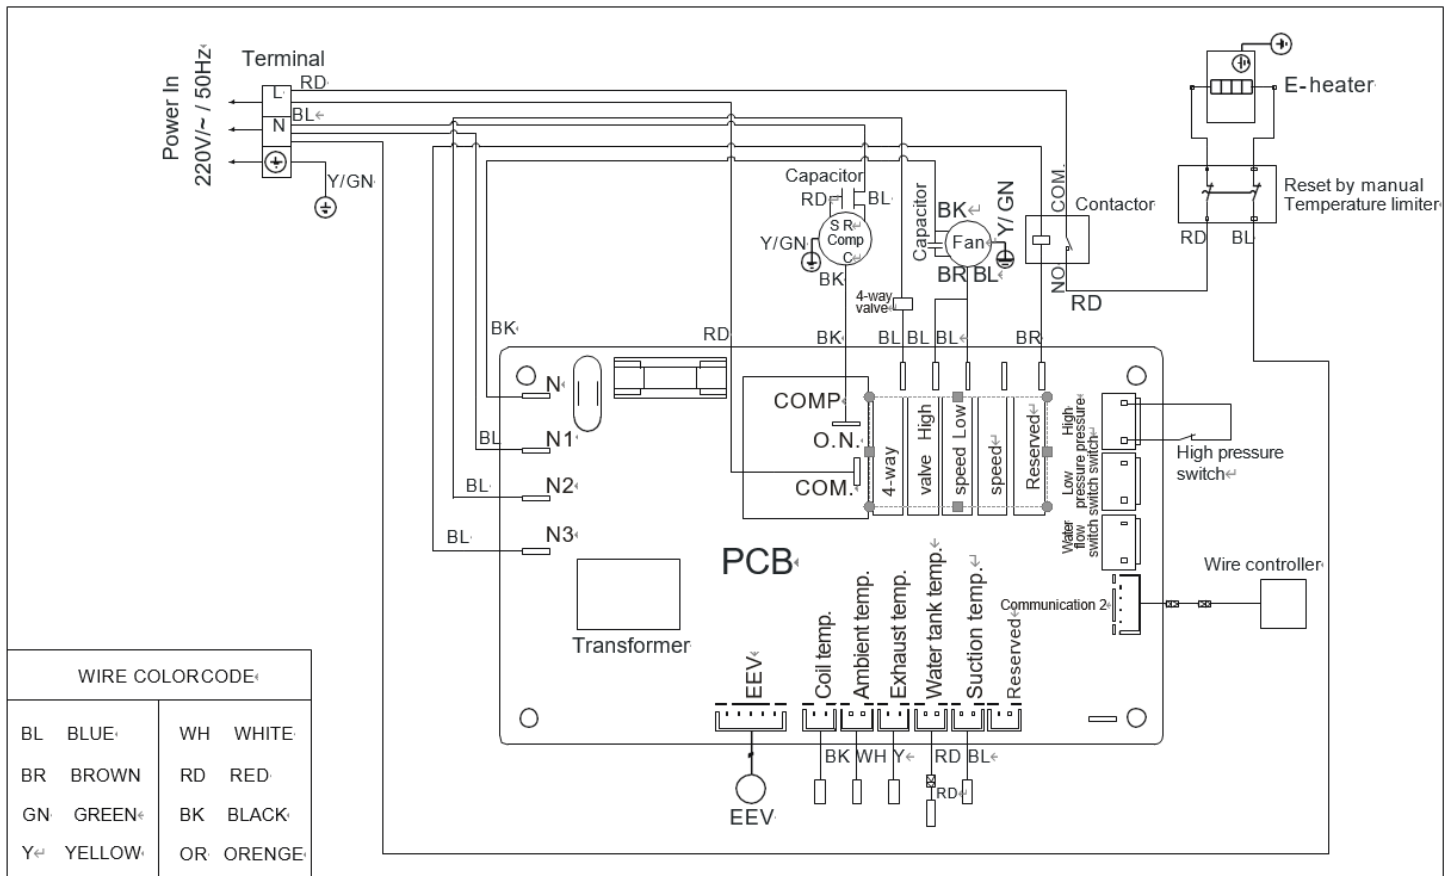 Power In
220V/~ / 50Hz
Terminal
L
RD
BL
N
Y/GN
Capacitor
RD
BL
S R
Comp
C
Y/GN
BK
Capacitor
BK
Fan
Y/ GN
BR BL
4-way
valve
COM.
NO
Contactor
RD
E-heater
Reset by manual
Temperature limiter
RD
BL
BK
RD
BK
BL
BL
BL
BR
N
N1
N2
N3
BL
BL
BL
COMP
O.N.
COM.
4-way
valve High
speed Low
speed
Reserved
High
pressure
switch
Low
pressure
switch
Water
flow
switch
High pressure
switch
PCB
Transformer
Communication 2
Wire controller
EEV
Coil temp.
Ambient temp.
Exhaust temp.
Water tank temp.
Suction temp.
Reserved
BK
WH
Y
RD
BL
RD
EEV
WIRE COLORCODE
BL BLUE
WH WHITE
BR BROWN
RD RED
GN GREEN
BK BLACK
Y YELLOW
OR ORENGE